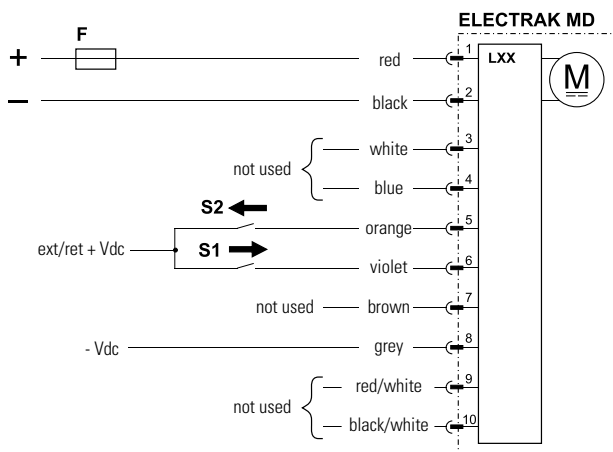 ELECTRAK MD
F
+ red 1 LXX
M
− black 2
white 3
not used
blue 4
S2
orange 5
ext/ret + Vdc
S1
violet 6
not used brown 7
- Vdc grey 8
red/white 9
not used
black/white 10